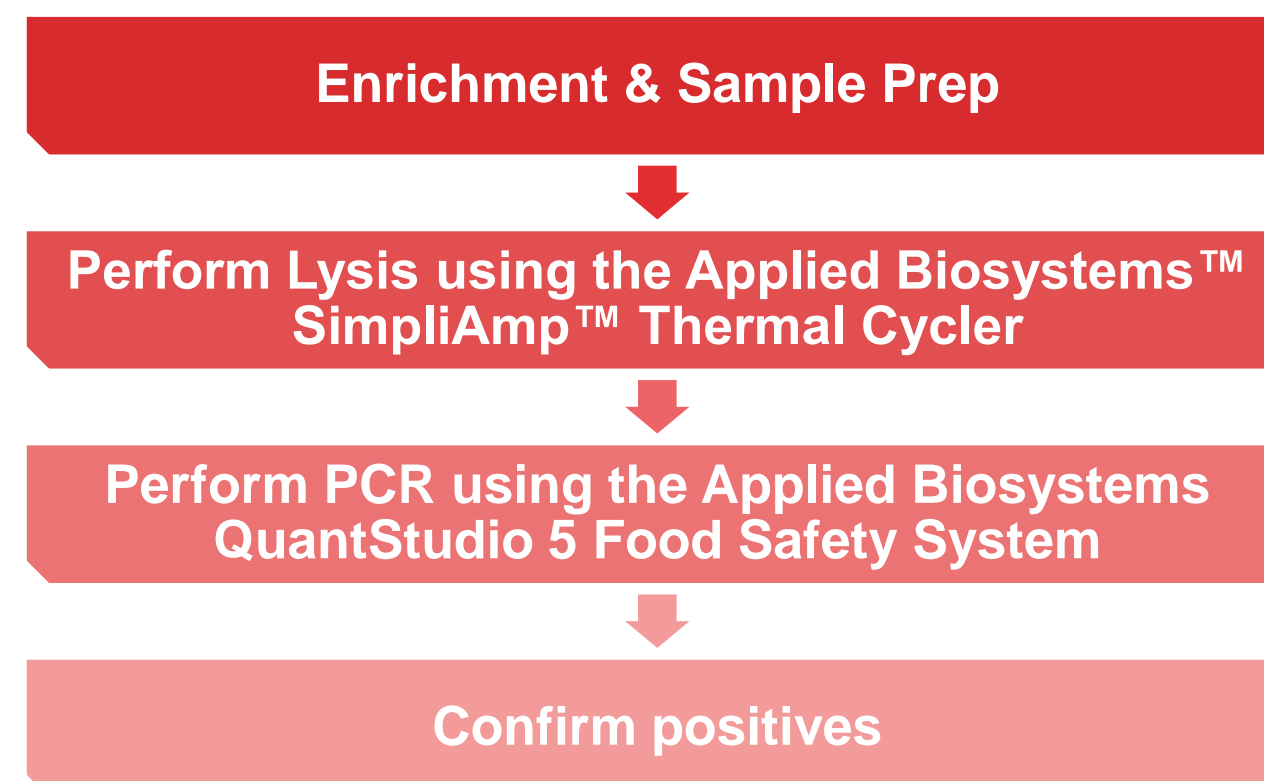 Enrichment & Sample Prep
Perform Lysis using the Applied Biosystems™
SimpliAmp™ Thermal Cycler
Perform PCR using the Applied Biosystems
QuantStudio 5 Food Safety System
Confirm positives